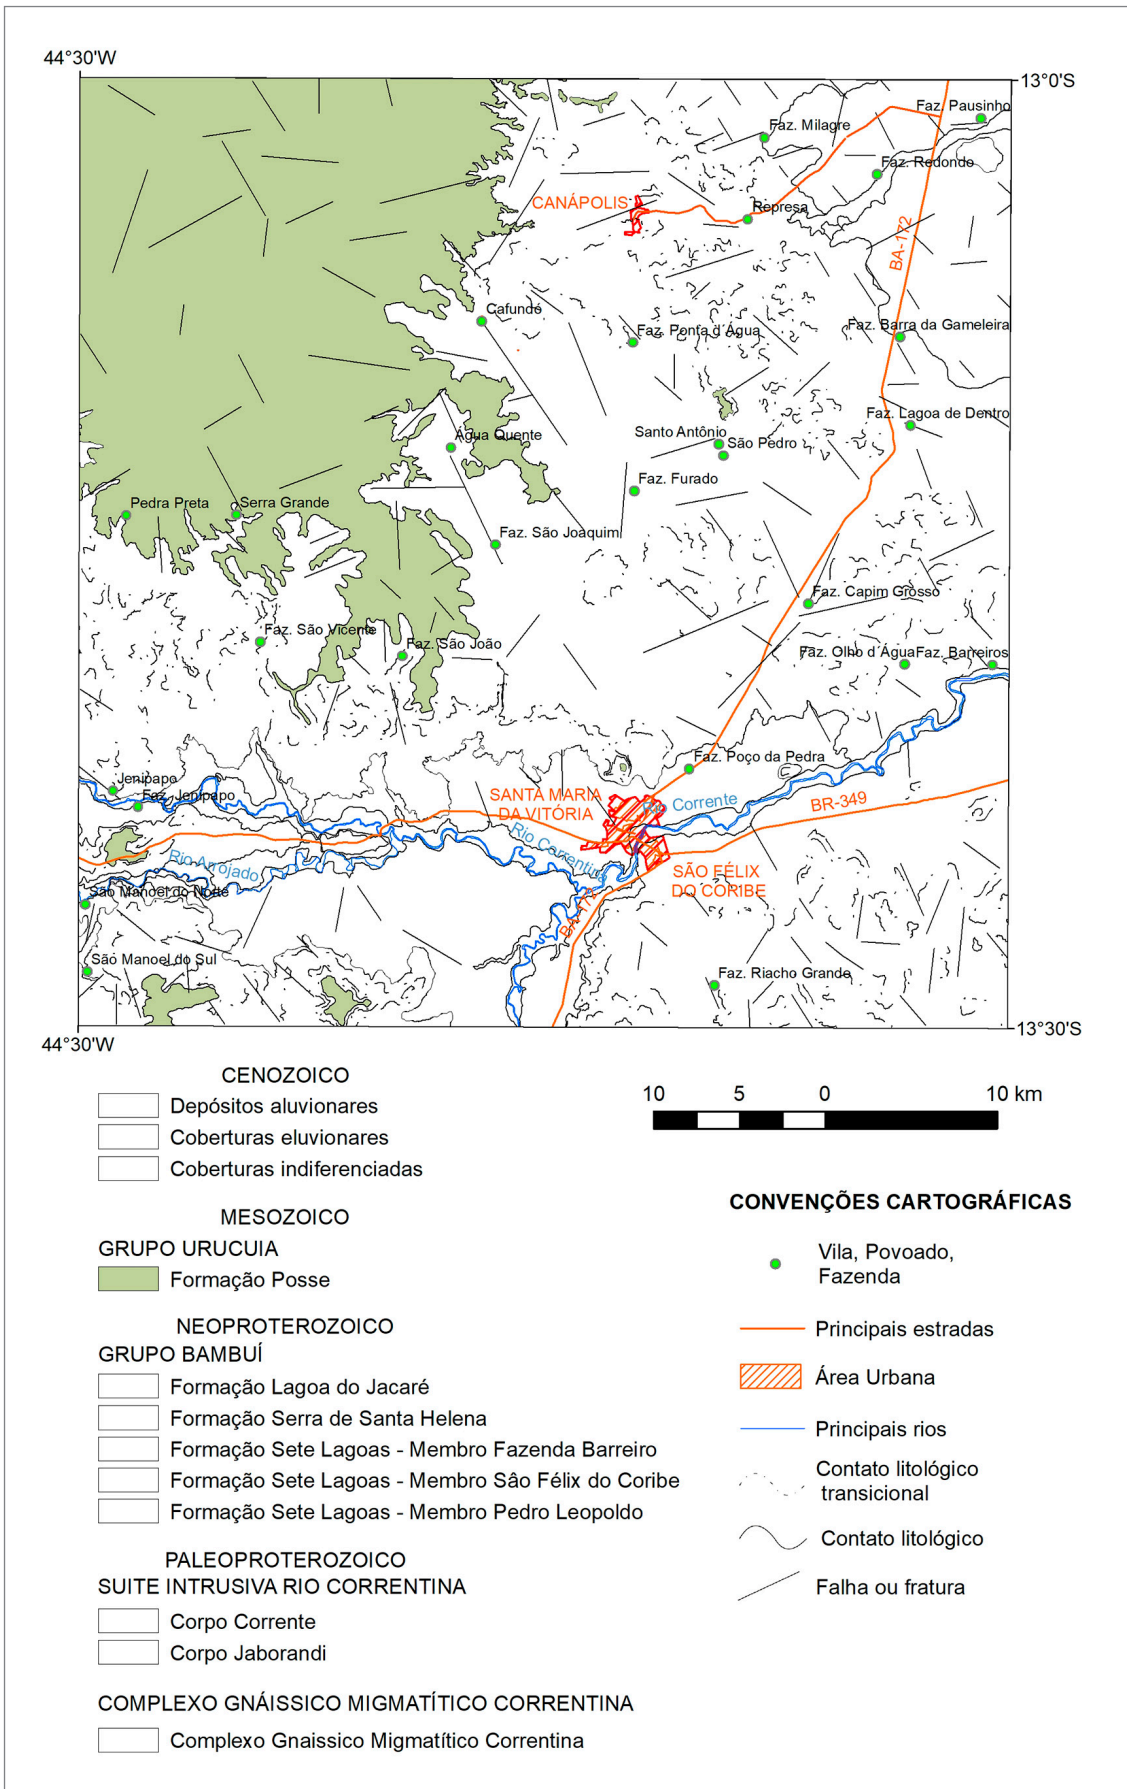 44°30'W
13°0'S
Faz. Pausinho
Faz. Milagre
Faz. Redondo
CANÁPOLIS
Represa
BA-172
Cafundó
Faz. Ponta d´Água
Faz. Barra da Gameleira
Faz. Lagoa de Dentro
Santo Antônio
São Pedro
Água Quente
Faz. Furado
Pedra Preta
Serra Grande
Faz. São Joaquim
Faz. Capim Grosso
Faz. São Vicente
Faz. São João
Faz. Olho d´Água
Faz. Barreiros
Faz. Poço da Pedra
Jenipapo
Faz. Jenipapo
SANTA MARIA
DA VITÓRIA
Rio Corrente
BR-349
Rio Correntina
Rio Arrojado
SÃO FÉLIX
DO CORIBE
São Manoel do Norte
BA-172
São Manoel do Sul
Faz. Riacho Grande
13°30'S
44°30'W
CENOZOICO
Depósitos aluvionares
Coberturas eluvionares
Coberturas indiferenciadas
MESOZOICO
GRUPO URUCUIA
Formação Posse
NEOPROTEROZOICO
GRUPO BAMBUÍ
Formação Lagoa do Jacaré
Formação Serra de Santa Helena
Formação Sete Lagoas - Membro Fazenda Barreiro
Formação Sete Lagoas - Membro Sâo Félix do Coribe
Formação Sete Lagoas - Membro Pedro Leopoldo
PALEOPROTEROZOICO
SUITE INTRUSIVA RIO CORRENTINA
Corpo Corrente
Corpo Jaborandi
COMPLEXO GNÁISSICO MIGMATÍTICO CORRENTINA
Complexo Gnaissico Migmatítico Correntina
10 5 0 10 km
CONVENÇÕES CARTOGRÁFICAS
Vila, Povoado,
Fazenda
Principais estradas
Área Urbana
Principais rios
Contato litológico
transicional
Contato litológico
Falha ou fratura